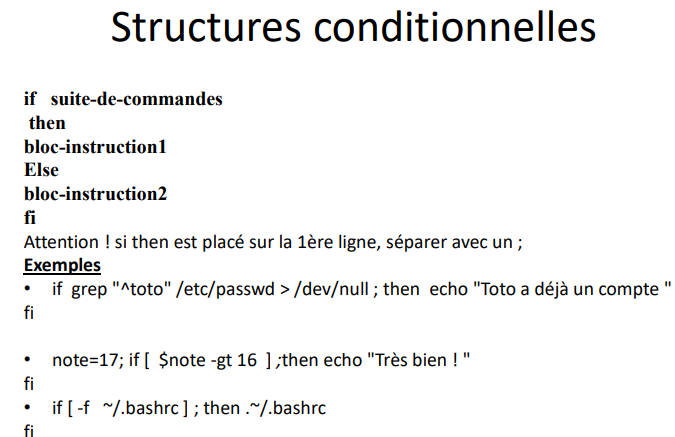 Structures conditionnelles
if suite-de-commandes
then
bloc-instruction1
Else
bloc-instruction2
fi
Attention ! si then est placé sur la 1ère ligne, séparer avec un ;
Exemples
• if grep "^toto" /etc/passwd > /dev/null ; then echo "Toto a déjà un compte "
fi
• note=17; if [ $note -gt 16 ] ;then echo "Très bien ! "
fi
• if [ -f ~/.bashrc ] ; then .~/.bashrc
fi